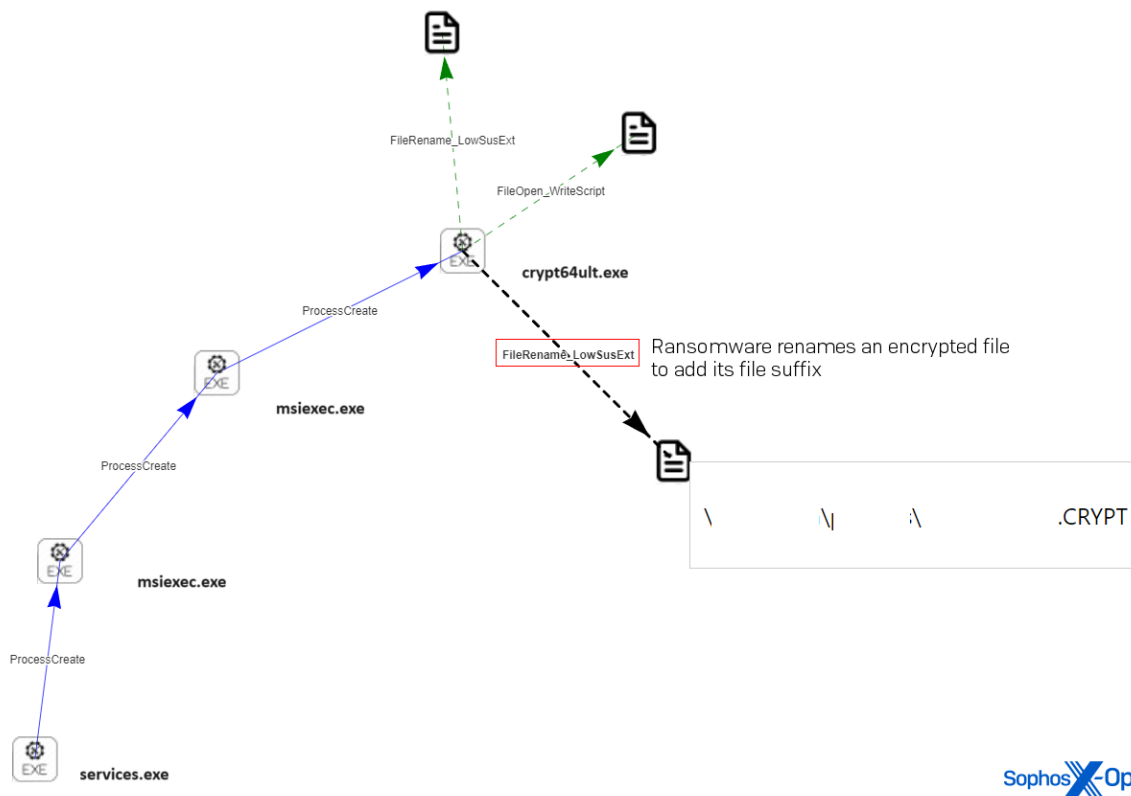 FileRename_LowSusExt
FileOpen_WriteScript
EXE
crypt64ult.exe
ProcessCreate
FileRename_LowSusExt
Ransomware renames an encrypted file
to add its file suffix
EXE
msiexec.exe
ProcessCreate
\ \ \ .CRYPT
EXE
msiexec.exe
ProcessCreate
EXE
services.exe
Sophos X-Op